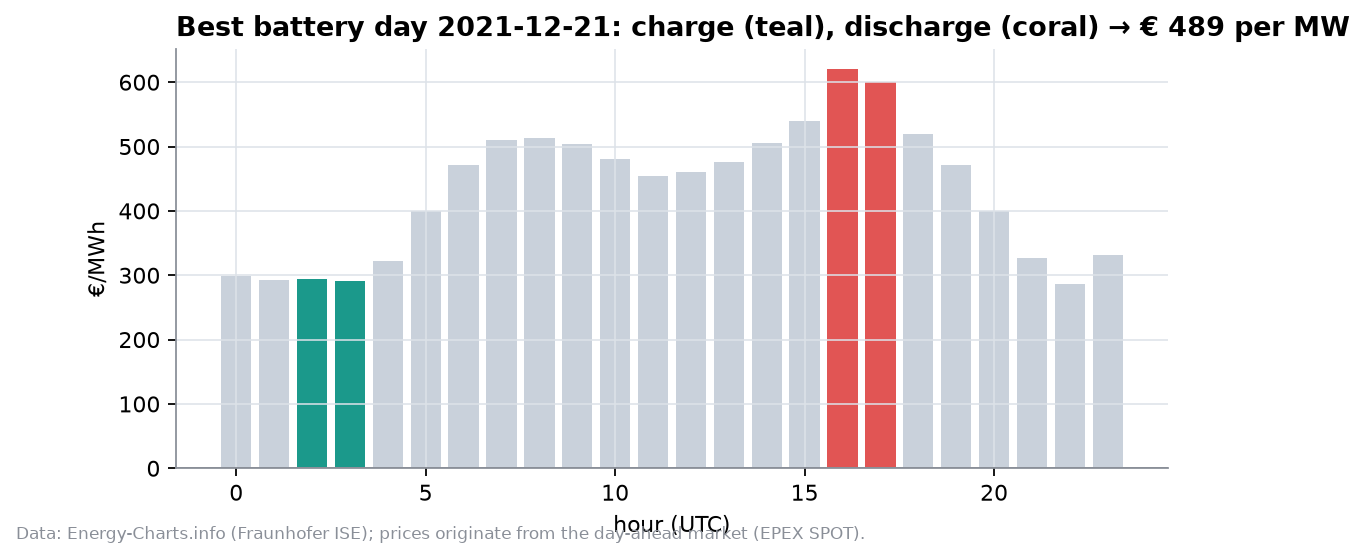 Best battery day 2021-12-21: charge (teal), discharge (coral) → € 489 per MW
€/MWh
600
500
400
300
200
100
0
0 5 10 15 20
hour (UTC)
Data: Energy-Charts.info (Fraunhofer ISE); prices originate from the day-ahead market (EPEX SPOT).